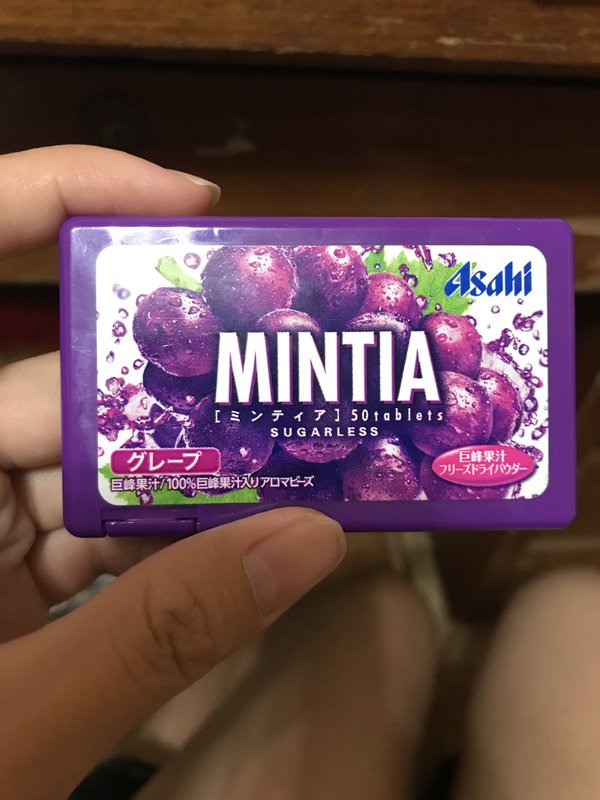 Asahi
MINTIA
[ミンティア] 50tablets
SUGARLESS
グレープ
巨峰果汁/100%巨峰果汁入りアロマビーズ
巨峰果汁
フリーズドライパウダー